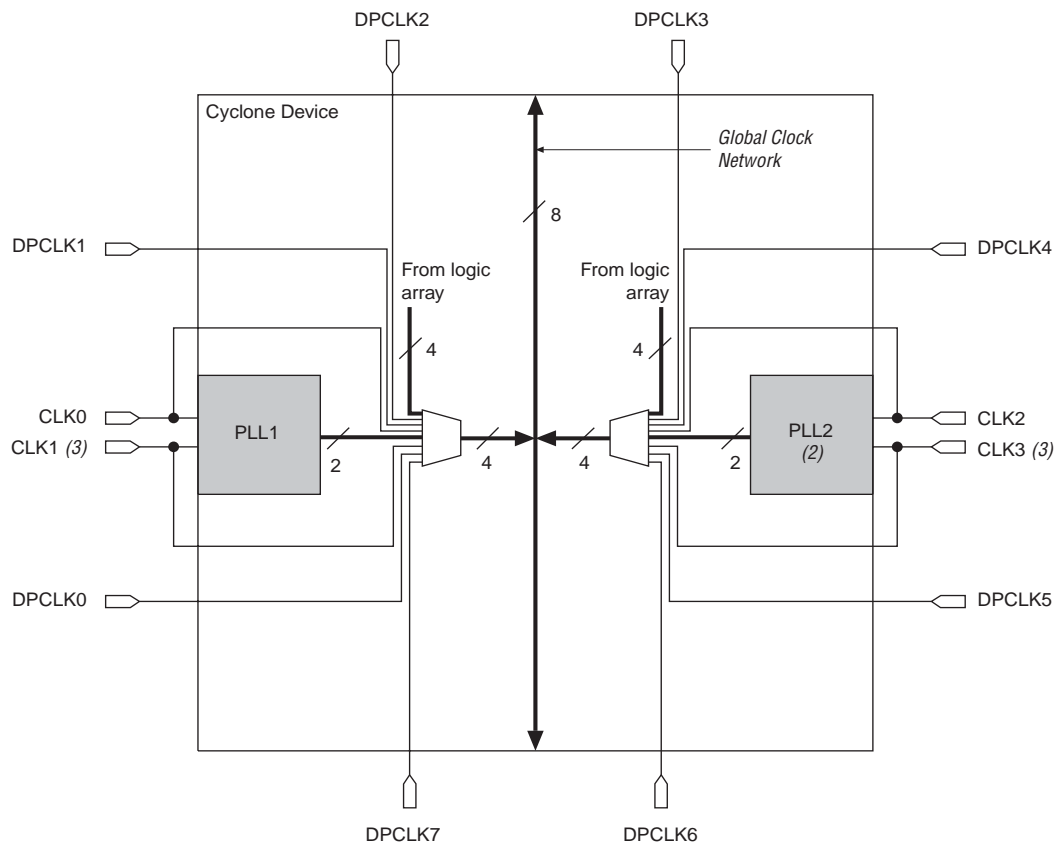 DPCLK2
DPCLK3
Cyclone Device
Global Clock
Network
8
DPCLK1
DPCLK4
From logic
array
From logic
array
4
4
CLK0
CLK1 (3)
PLL1
2
4
4
2
PLL2
(2)
CLK2
CLK3 (3)
DPCLK0
DPCLK5
DPCLK7
DPCLK6